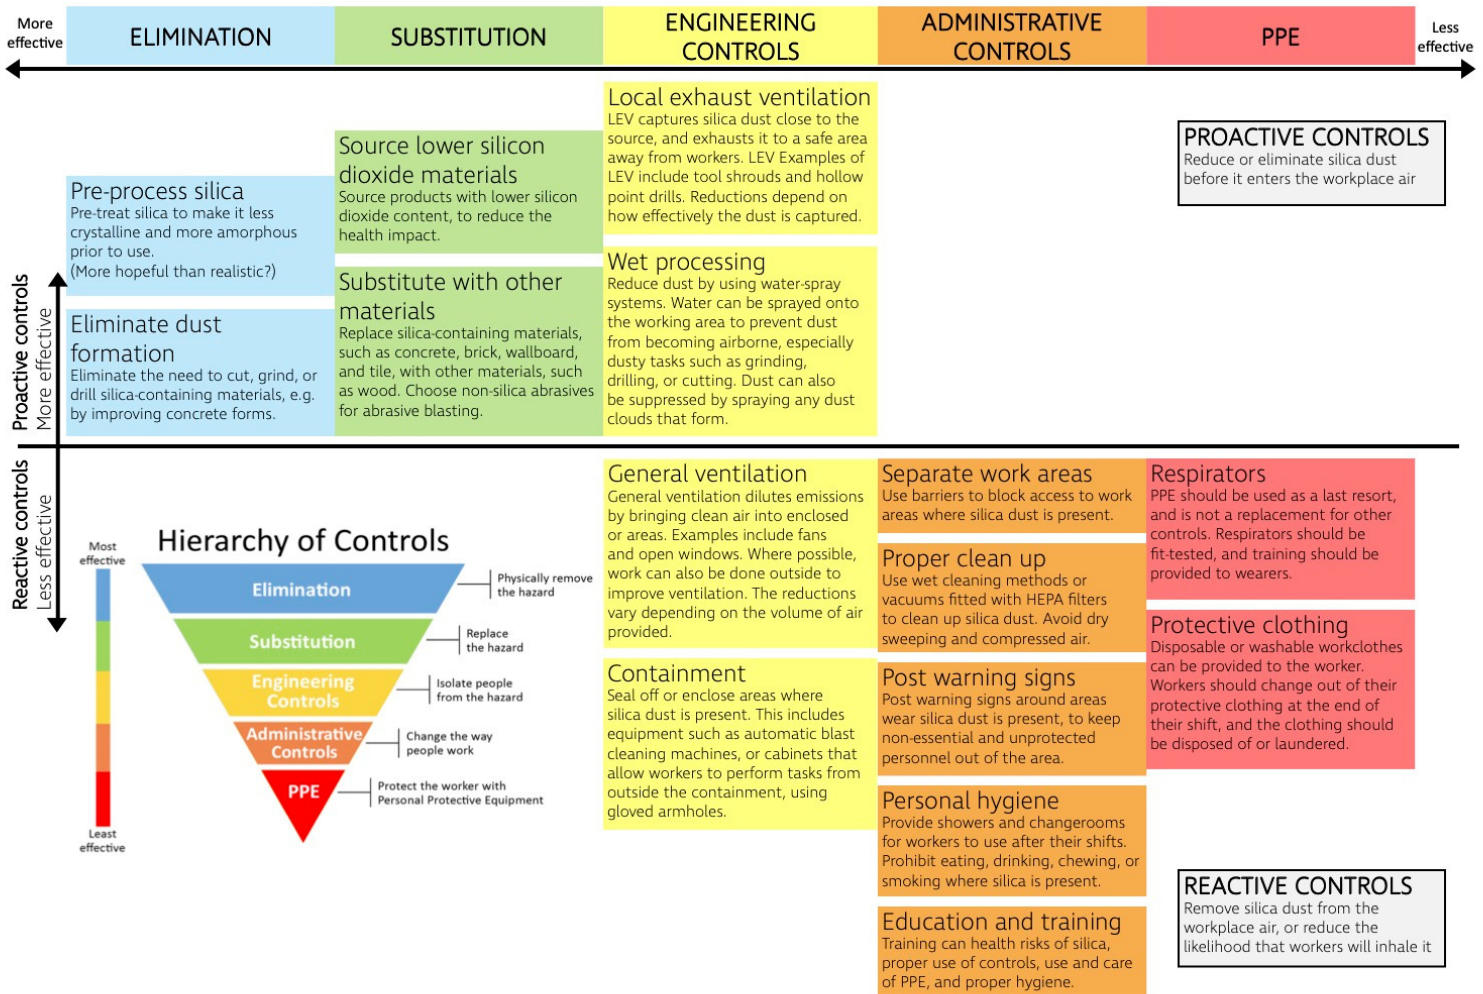 More
effective
ELIMINATION
SUBSTITUTION
ENGINEERING
CONTROLS
ADMINISTRATIVE
CONTROLS
PPE
Less
effective
Proactive controls
More effective
Pre-process silica
Pre-treat silica to make it less
crystalline and more amorphous
prior to use.
(More hopeful than realistic?)
Eliminate dust
formation
Eliminate the need to cut, grind, or
drill silica-containing materials, e.g.
by improving concrete forms.
Source lower silicon
dioxide materials
Source products with lower silicon
dioxide content, to reduce the
health impact.
Substitute with other
materials
Replace silica-containing materials,
such as concrete, brick, wallboard,
and tile, with other materials, such
as wood. Choose non-silica abrasives
for abrasive blasting.
Local exhaust ventilation
LEV captures silica dust close to the
source, and exhausts it to a safe area
away from workers. LEV Examples of
LEV include tool shrouds and hollow
point drills. Reductions depend on
how effectively the dust is captured.
Wet processing
Reduce dust by using water-spray
systems. Water can be sprayed onto
the working area to prevent dust
from becoming airborne, especially
dusty tasks such as grinding,
drilling, or cutting. Dust can also
be suppressed by spraying any dust
clouds that form.
PROACTIVE CONTROLS
Reduce or eliminate silica dust
before it enters the workplace air
Reactive controls
Less effective
Hierarchy of Controls
Most
effective
Least
effective
Elimination
Physically remove
the hazard
Substitution
Replace
the hazard
Engineering
Controls
Isolate people
from the hazard
Administrative
Controls
Change the way
people work
PPE
Protect the worker with
Personal Protective Equipment
General ventilation
General ventilation dilutes emissions
by bringing clean air into enclosed
or areas. Examples include fans
and open windows. Where possible,
work can also be done outside to
improve ventilation. The reductions
vary depending on the volume of air
provided.
Containment
Seal off or enclose areas where
silica dust is present. This includes
equipment such as automatic blast
cleaning machines, or cabinets that
allow workers to perform tasks from
outside the containment, using
gloved armholes.
Separate work areas
Use barriers to block access to work
areas where silica dust is present.
Proper clean up
Use wet cleaning methods or
vacuums fitted with HEPA filters
to clean up silica dust. Avoid dry
sweeping and compressed air.
Post warning signs
Post warning signs around areas
wear silica dust is present, to keep
non-essential and unprotected
personnel out of the area.
Personal hygiene
Provide showers and changerooms
for workers to use after their shifts.
Prohibit eating, drinking, chewing, or
smoking where silica is present.
Education and training
Training can health risks of silica,
proper use of controls, use and care
of PPE, and proper hygiene.
Respirators
PPE should be used as a last resort,
and is not a replacement for other
controls. Respirators should be
fit-tested, and training should be
provided to wearers.
Protective clothing
Disposable or washable workclothes
can be provided to the worker.
Workers should change out of their
protective clothing at the end of
their shift, and the clothing should
be disposed of or laundered.
REACTIVE CONTROLS
Remove silica dust from the
workplace air, or reduce the
likelihood that workers will inhale it